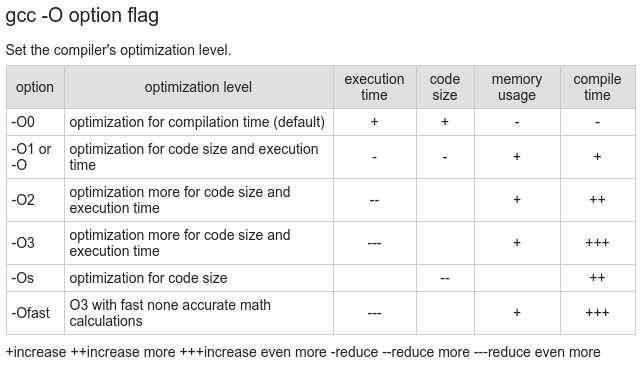 gcc -O option flag
Set the compiler's optimization level.
option optimization level execution time code size memory usage compile time
-O0 optimization for compilation time (default) + + - -
-O1 or -O optimization for code size and execution time - - + +
-O2 optimization more for code size and execution time -- + ++
-O3 optimization more for code size and execution time --- + +++
-Os optimization for code size -- ++
-Ofast O3 with fast none accurate math calculations --- + +++
+increase ++increase more +++increase even more -reduce --reduce more ---reduce even more